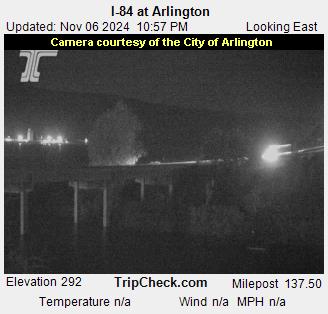 I-84 at Arlington
Updated: Nov 06 2024 10:57 PM Looking East
Camera courtesy of the City of Arlington
Elevation 292 TripCheck.com Milepost 137.50
Temperature n/a Wind n/a MPH n/a